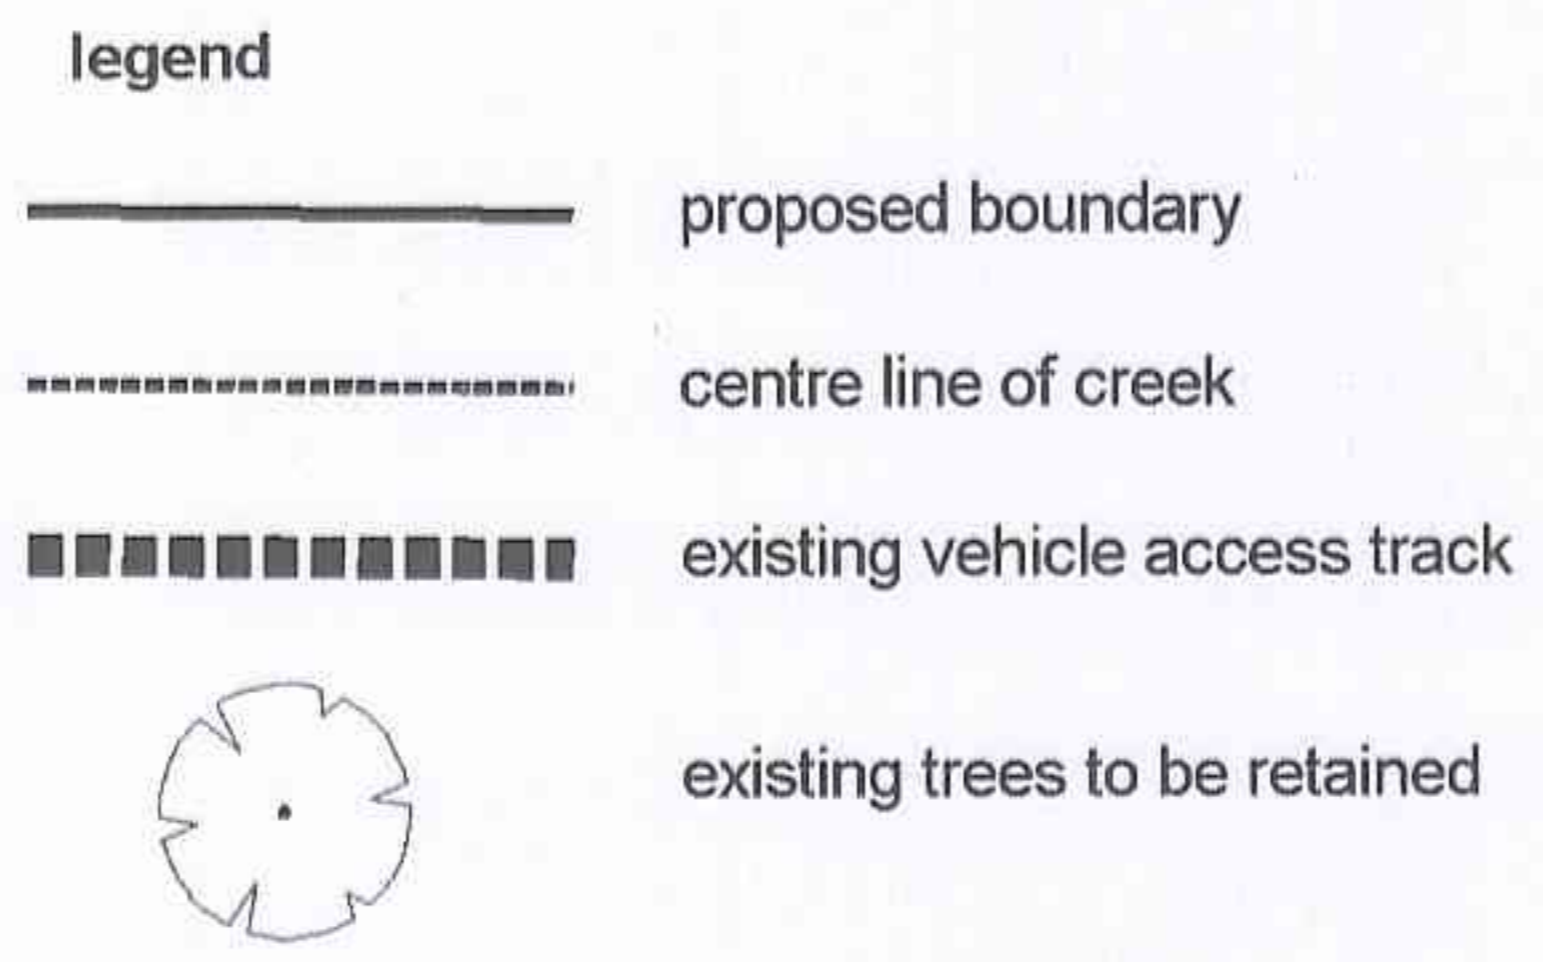 legend
proposed boundary
centre line of creek
existing vehicle access track
existing trees to be retained